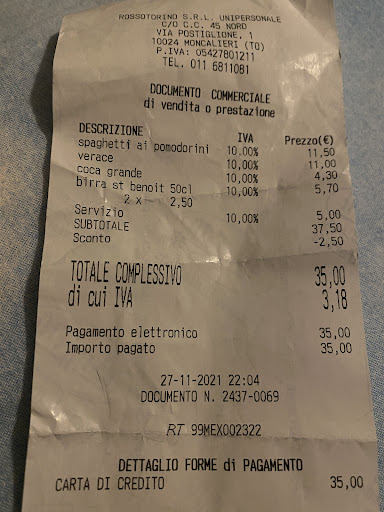 ROSSOTORINO S.R.L. UNIPERSONALE
C/O C.C. 45 NORD
VIA POSTIGLIONE, 1
10024 MONCALIERI (TO)
P.IVA: 05427801211
TEL. 011 6811081
DOCUMENTO COMMERCIALE
di vendita o prestazione
DESCRIZIONE IVA Prezzo(€)
spaghetti ai pomodorini 10,00% 11,50
verace 10,00% 11,00
coca grande 10,00% 4,30
birra st benoit 50cl 10,00% 5,70
2 x 2,50
Servizio 10,00% 5,00
SUBTOTALE 37,50
Sconto -2,50
TOTALE COMPLESSIVO 35,00
di cui IVA 3,18
Pagamento elettronico 35,00
Importo pagato 35,00
27-11-2021 22:04
DOCUMENTO N. 2437-0069
RT 99MEX002322
DETTAGLIO FORME di PAGAMENTO
CARTA DI CREDITO 35,00